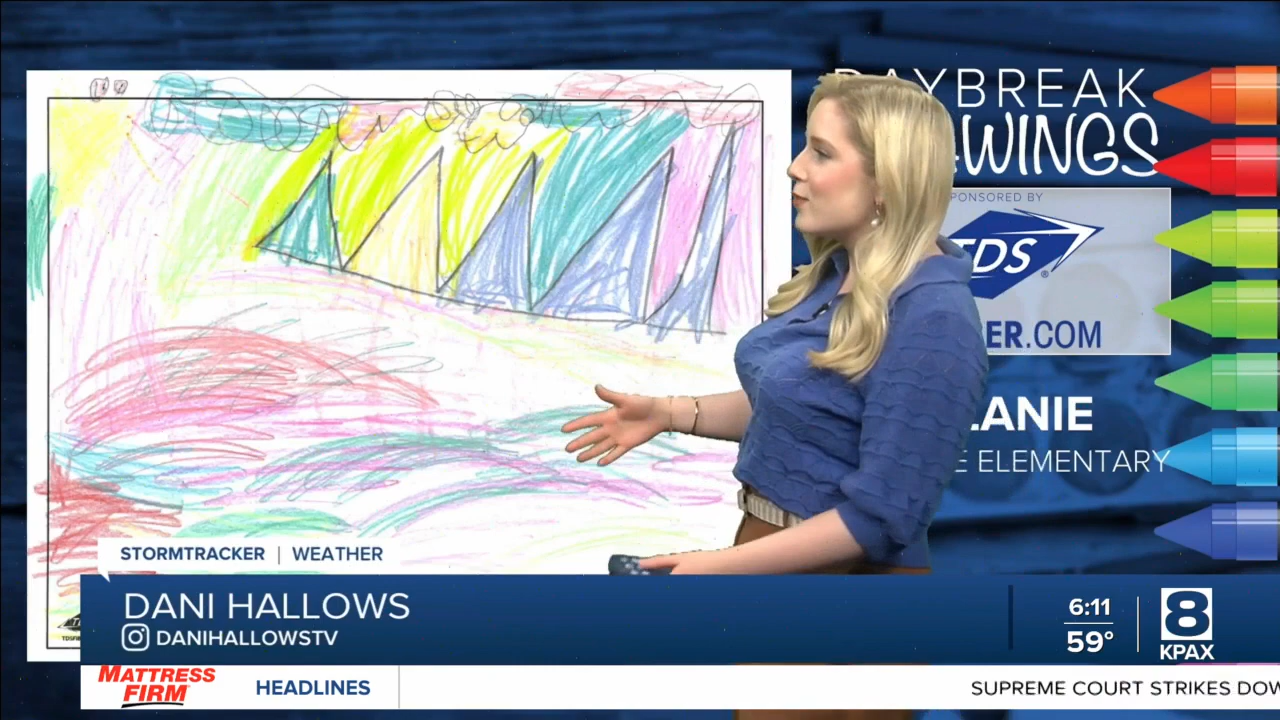 DAYBREAK
WINGS
SPONSORED BY
TDS
ER.COM
LANIE
E ELEMENTARY
STORMTRACKER | WEATHER
DANI HALLOWS
DANIHALLOWSTV
6:11
59°
8
KPAX
MATTRESS
FIRM
HEADLINES
SUPREME COURT STRIKES DOW